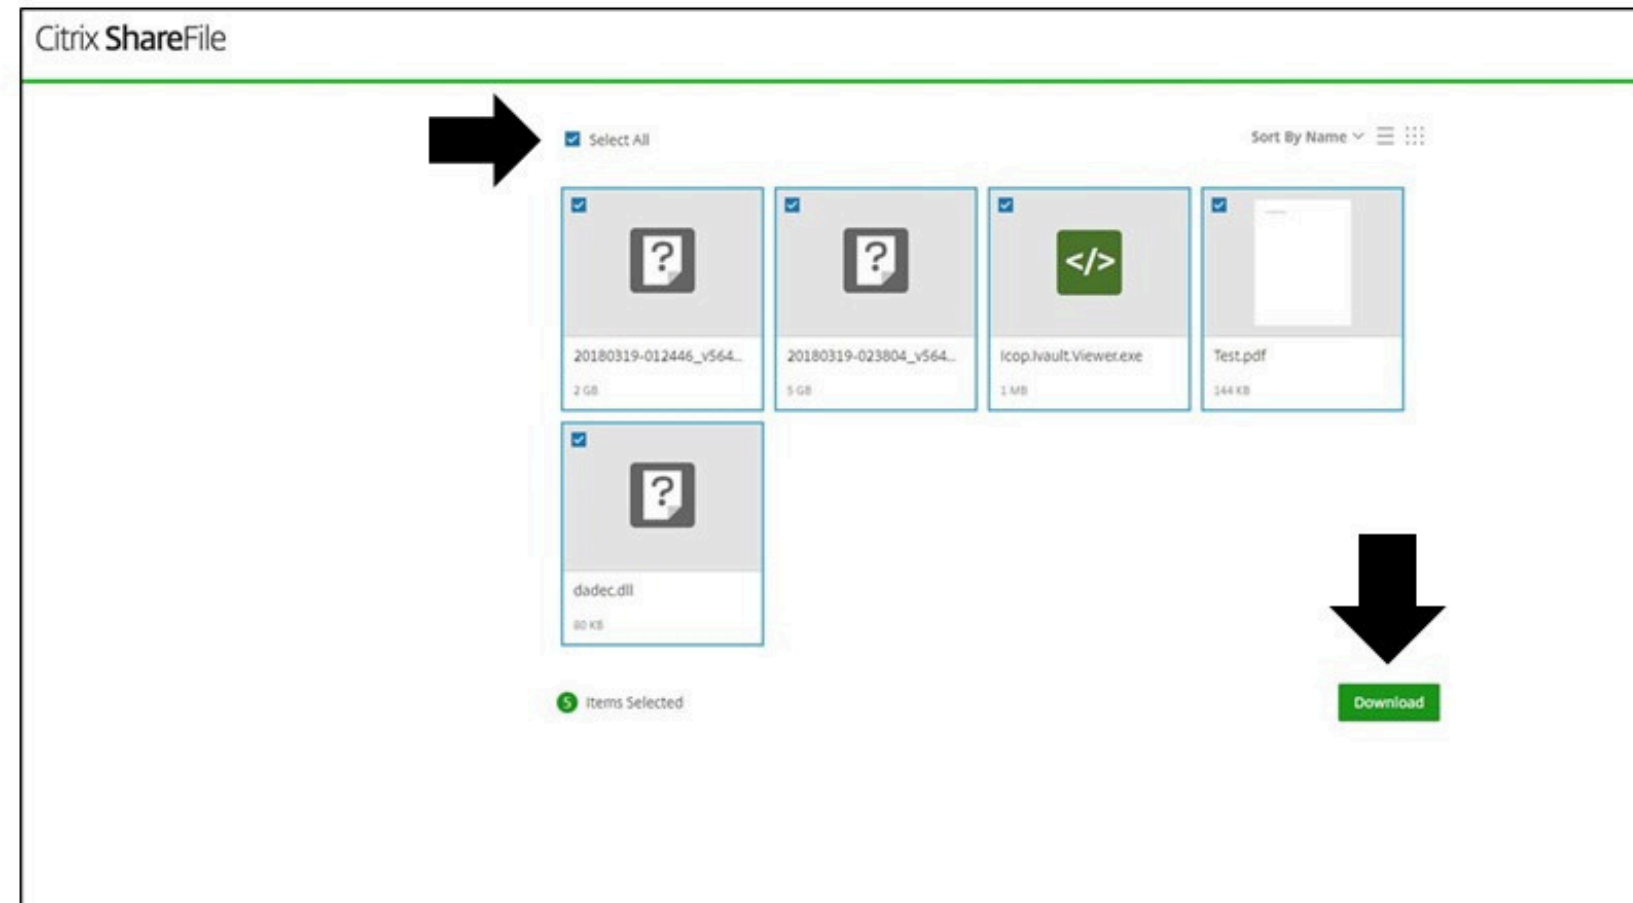 Citrix ShareFile
Select All
Sort By Name
20180319-012446_v564...
2 GB
20180319-023804_v564...
5 GB
Icop.Ivault.Viewer.exe
1 MB
Test.pdf
144 KB
dadec.dll
80 KB
5 Items Selected
Download